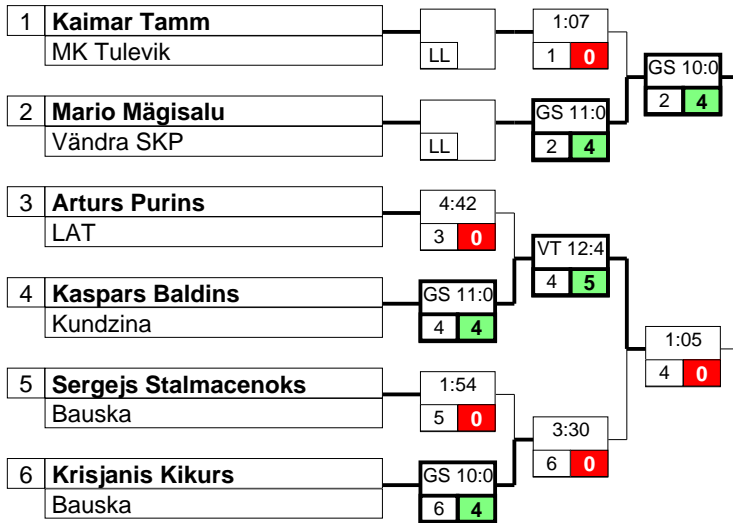 1 Kaimar Tamm
MK Tulevik
LL
1:07
1 0
GS 10:0
2 4
2 Mario Mägisalu
Vändra SKP
LL
GS 11:0
2 4
3 Arturs Purins
LAT
4:42
3 0
VT 12:4
4 5
4 Kaspars Baldins
Kundzina
GS 11:0
4 4
1:05
4 0
5 Sergejs Stalmacenoks
Bauska
1:54
5 0
3:30
6 0
6 Krisjanis Kikurs
Bauska
GS 10:0
6 4